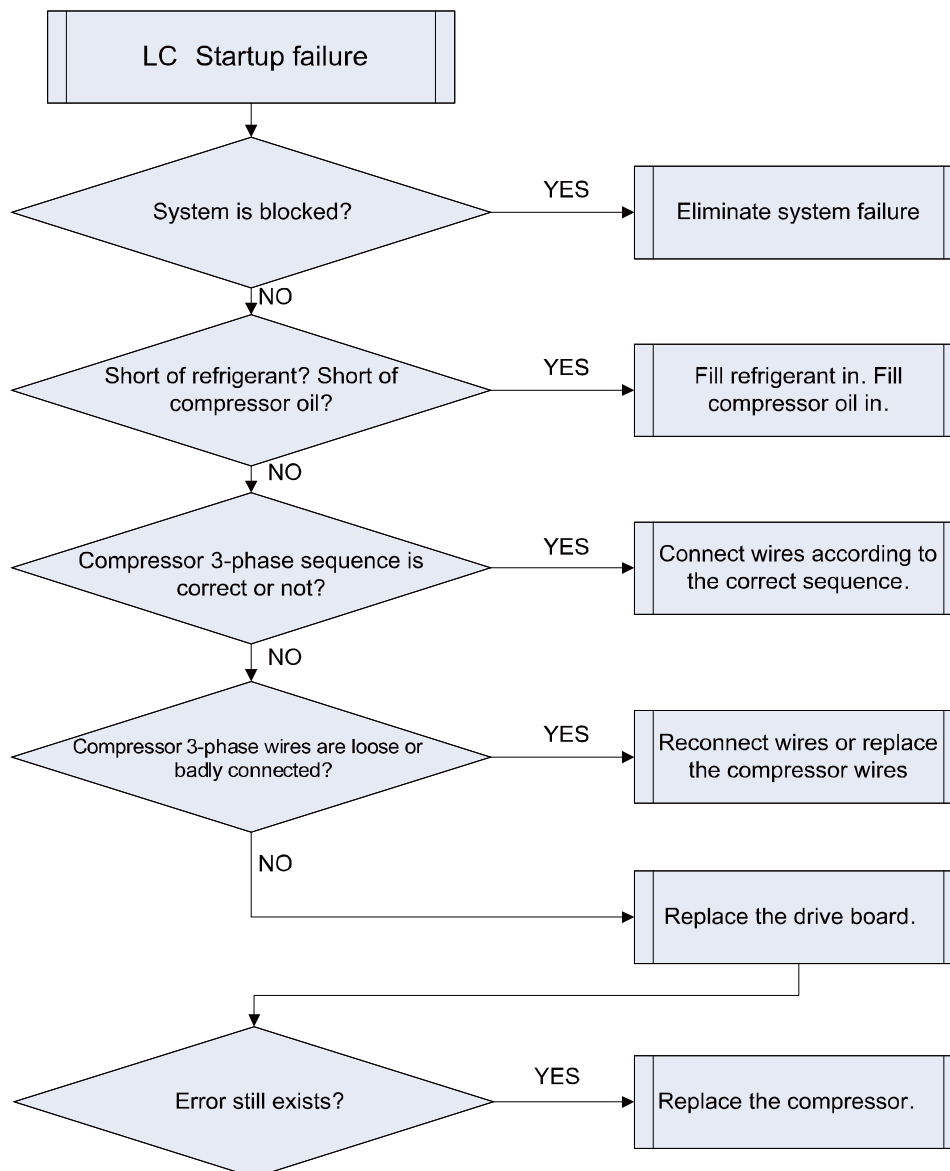 LC Startup failure
System is blocked?
YES
Eliminate system failure
NO
Short of refrigerant? Short of
compressor oil?
YES
Fill refrigerant in. Fill
compressor oil in.
NO
Compressor 3-phase sequence is
correct or not?
YES
Connect wires according to
the correct sequence.
NO
Compressor 3-phase wires are loose or
badly connected?
YES
Reconnect wires or replace
the compressor wires
NO
Replace the drive board.
Error still exists?
YES
Replace the compressor.